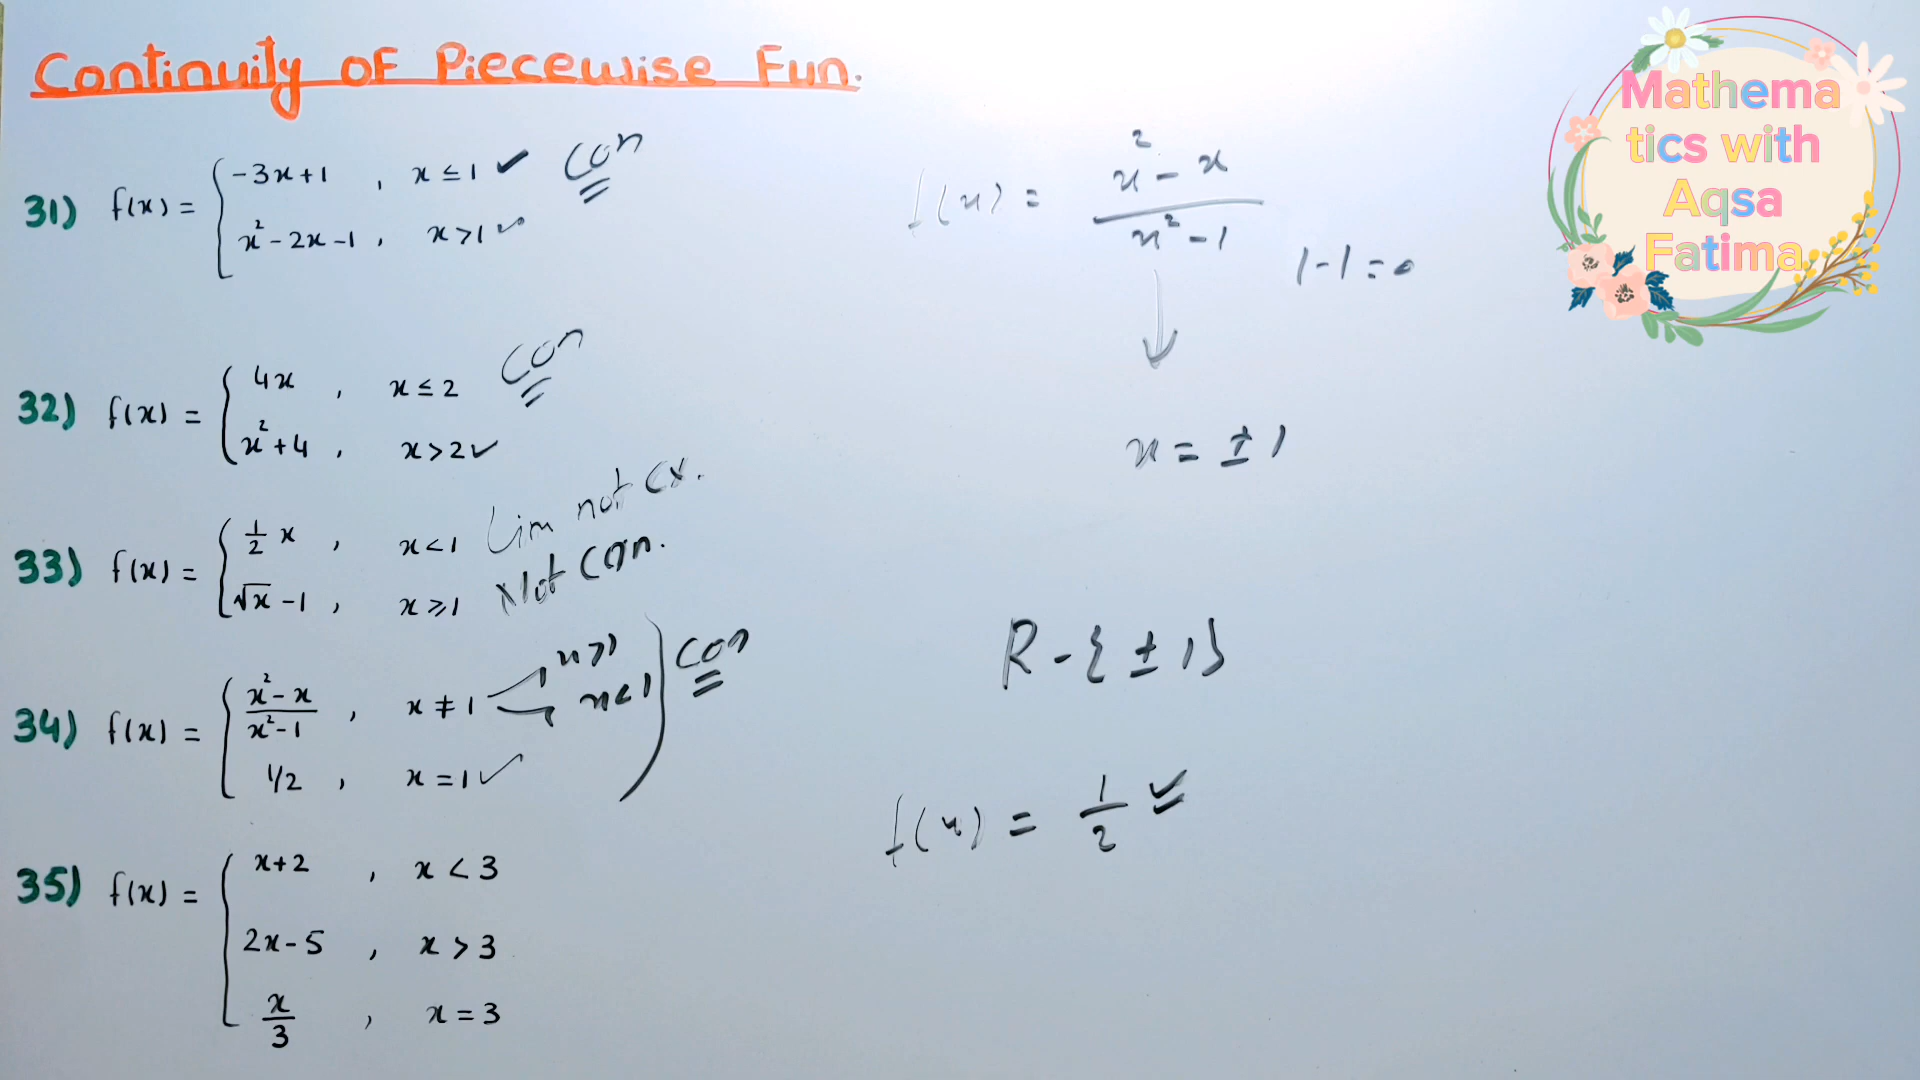 Continuity of Piecewise Fun.
31) f(x) = { -3x+1 , x ≤ 1 ✓ Con
x² - 2x - 1 , x > 1 ✓
32) f(x) = { 4x , x ≤ 2 Con
x² + 4 , x > 2 ✓
33) f(x) = { 1/2 x , x < 1 Lim not ex.
√x - 1 , x ≥ 1 Not con.
34) f(x) = { x² - x / x² - 1 , x ≠ 1 x > 1 x < 1 Con
1/2 , x = 1 ✓
35) f(x) = { x+2 , x < 3
2x - 5 , x > 3
x/3 , x = 3
f(x) = x² - x / x² - 1
1 - 1 = 0
x = ± 1
R - { ± 1 }
f(x) = 1/2 ✓
Mathema
tics with
Aqsa
Fatima